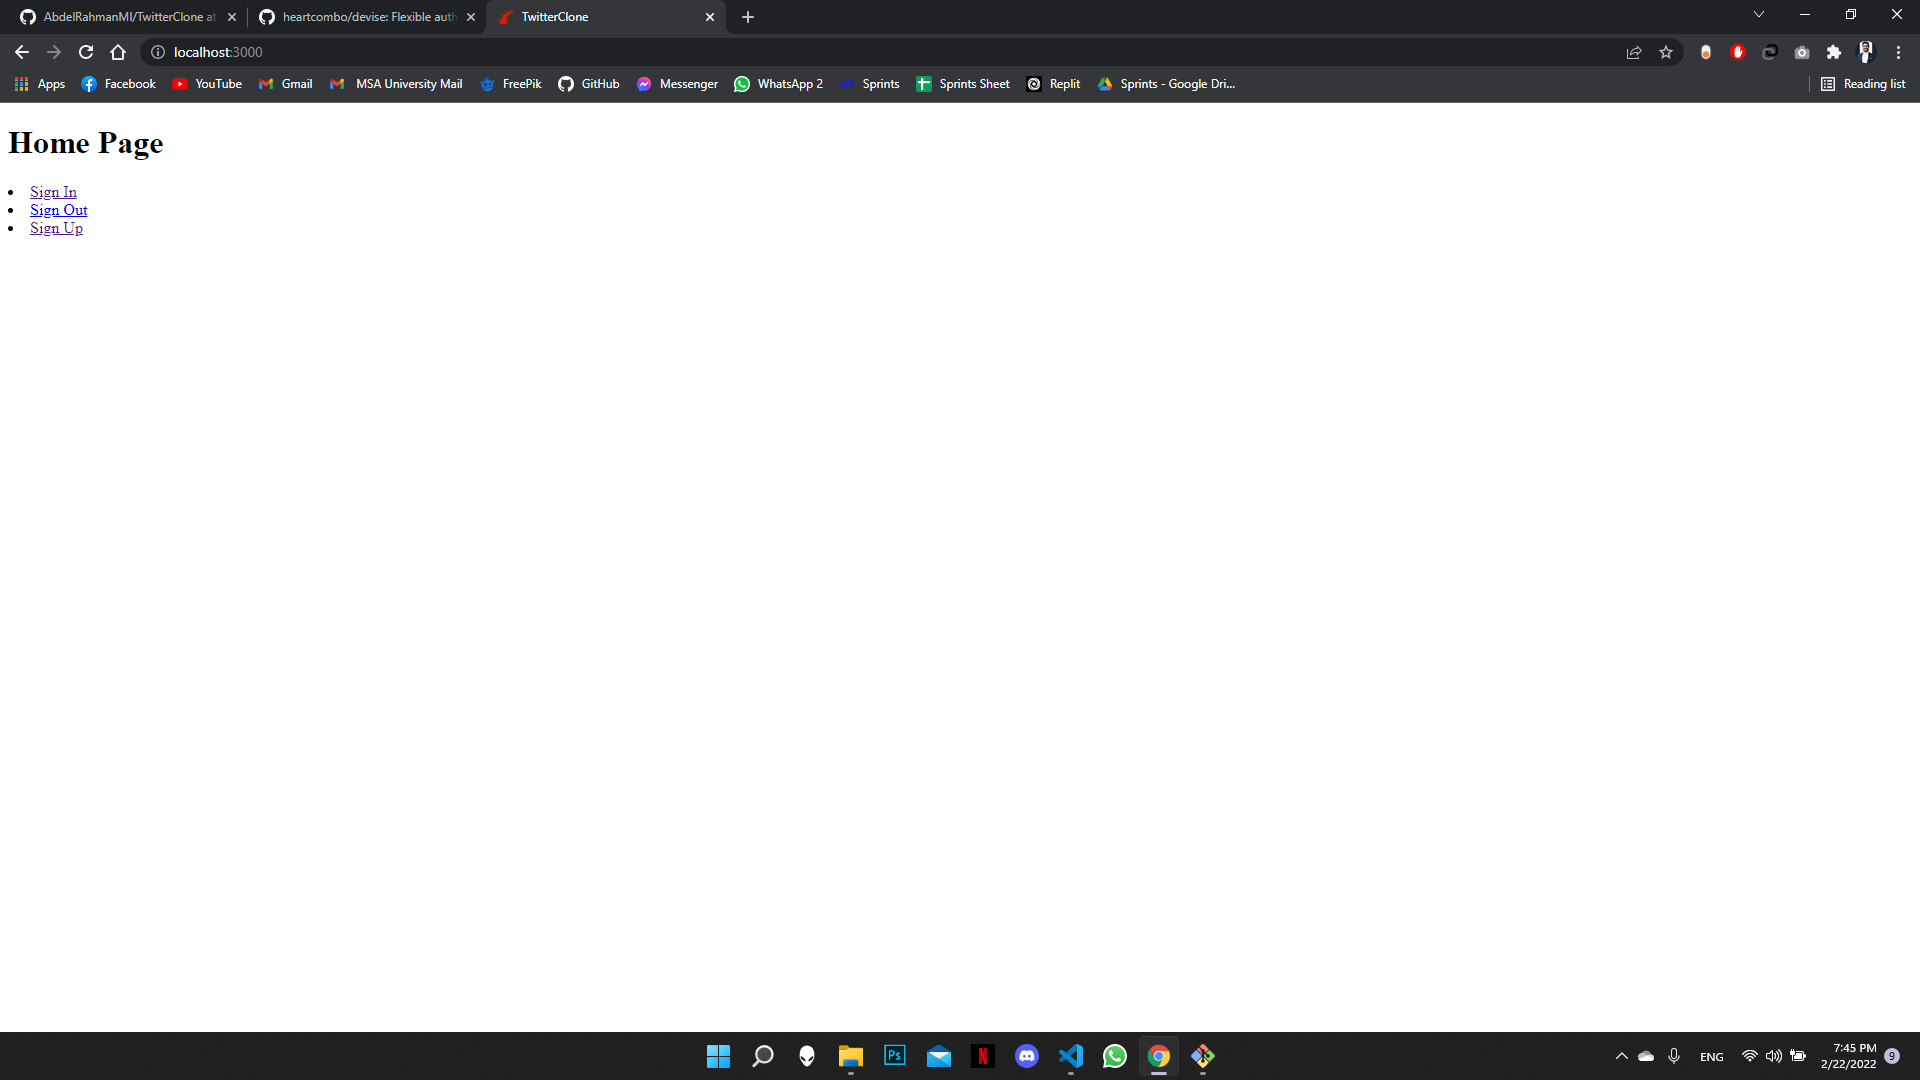 AbdelRahmanMI/TwitterClone at
heartcombo/devise: Flexible auth
TwitterClone
localhost:3000
Apps
Facebook
YouTube
Gmail
MSA University Mail
FreePik
GitHub
Messenger
WhatsApp 2
Sprints
Sprints Sheet
Replit
Sprints - Google Dri...
Reading list
Home Page
Sign In
Sign Out
Sign Up
Ps
N
ENG
7:45 PM
2/22/2022
9